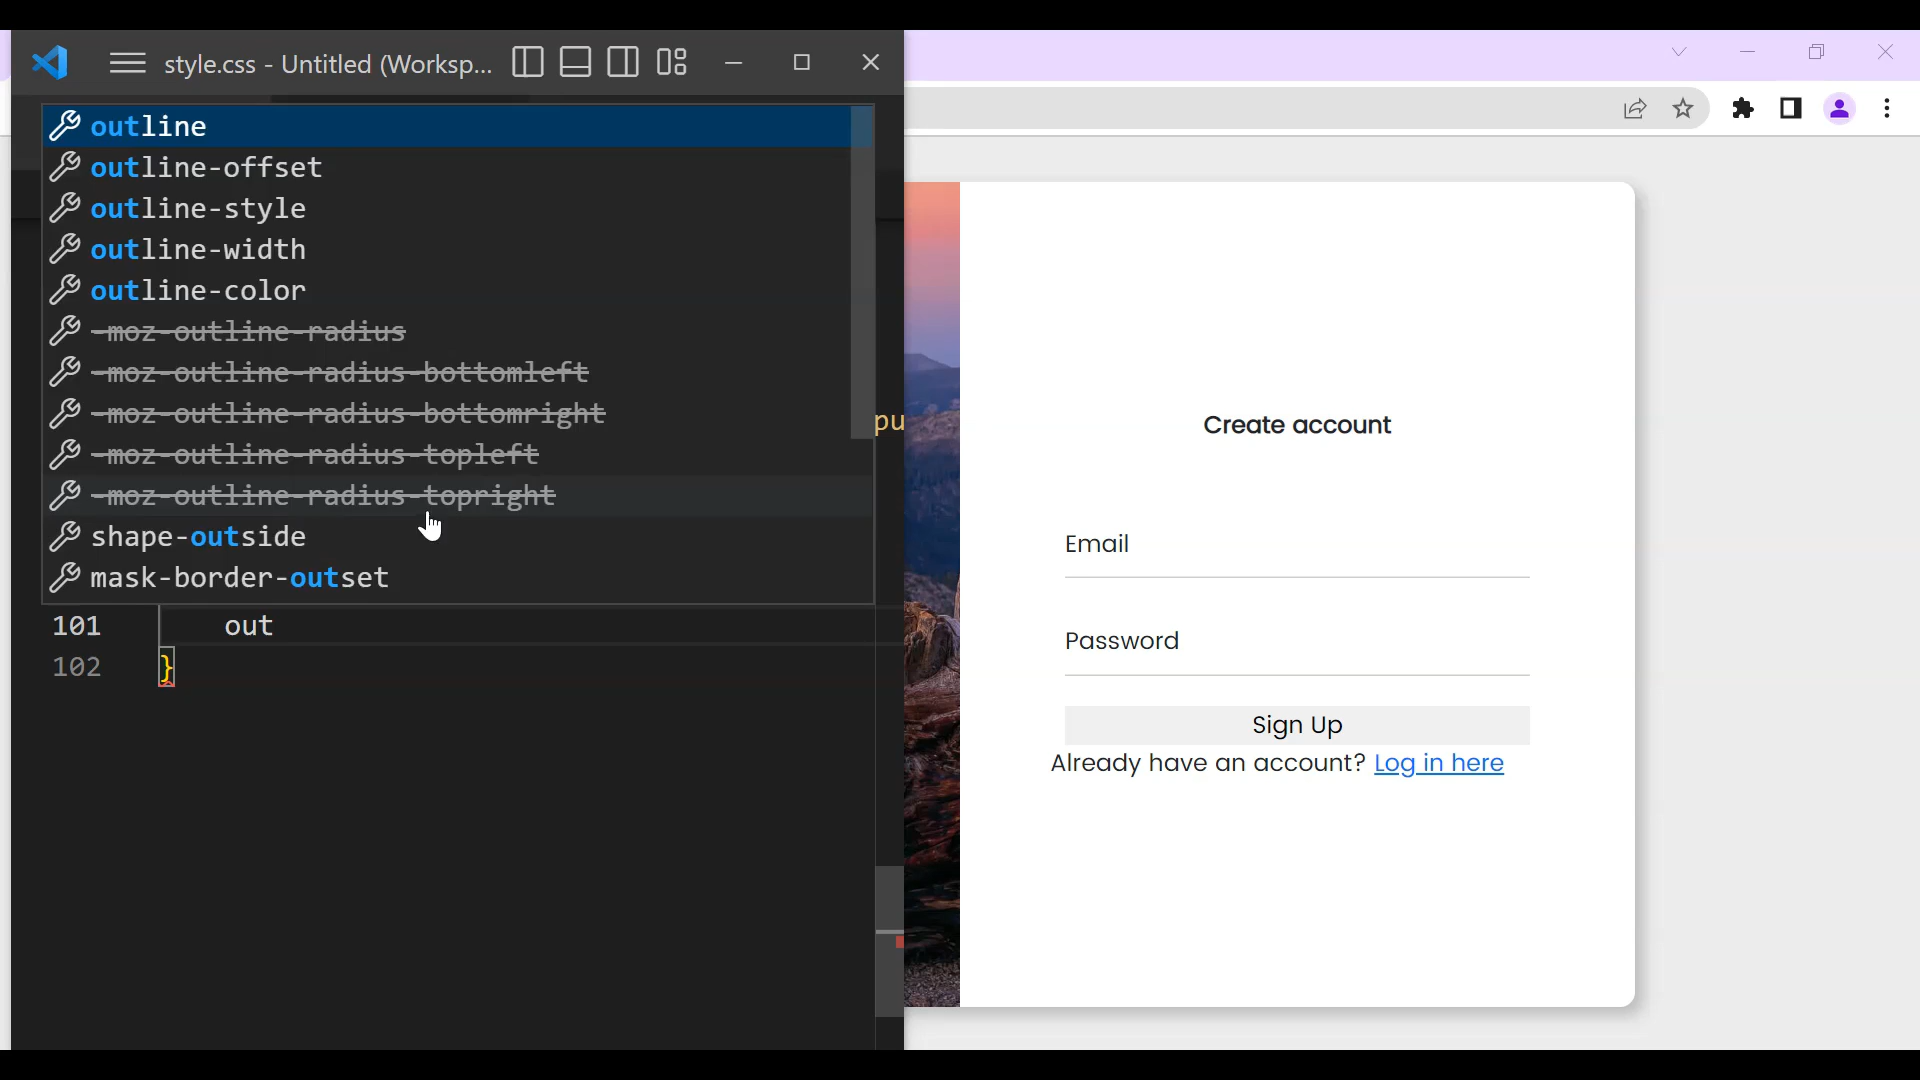 style.css - Untitled (Worksp...
outline
outline-offset
outline-style
outline-width
outline-color
-moz-outline-radius
-moz-outline-radius-bottomleft
-moz-outline-radius-bottomright
-moz-outline-radius-topleft
-moz-outline-radius-topright
shape-outside
mask-border-outset
pu
101 out
102 }
Create account
Email
Password
Sign Up
Already have an account? Log in here